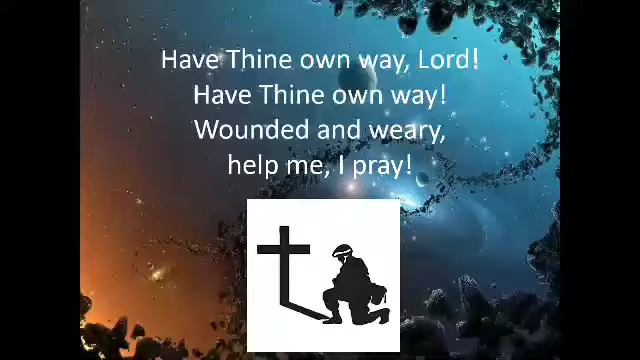 Have Thine own way, Lord!
Have Thine own way!
Wounded and weary,
help me, I pray!